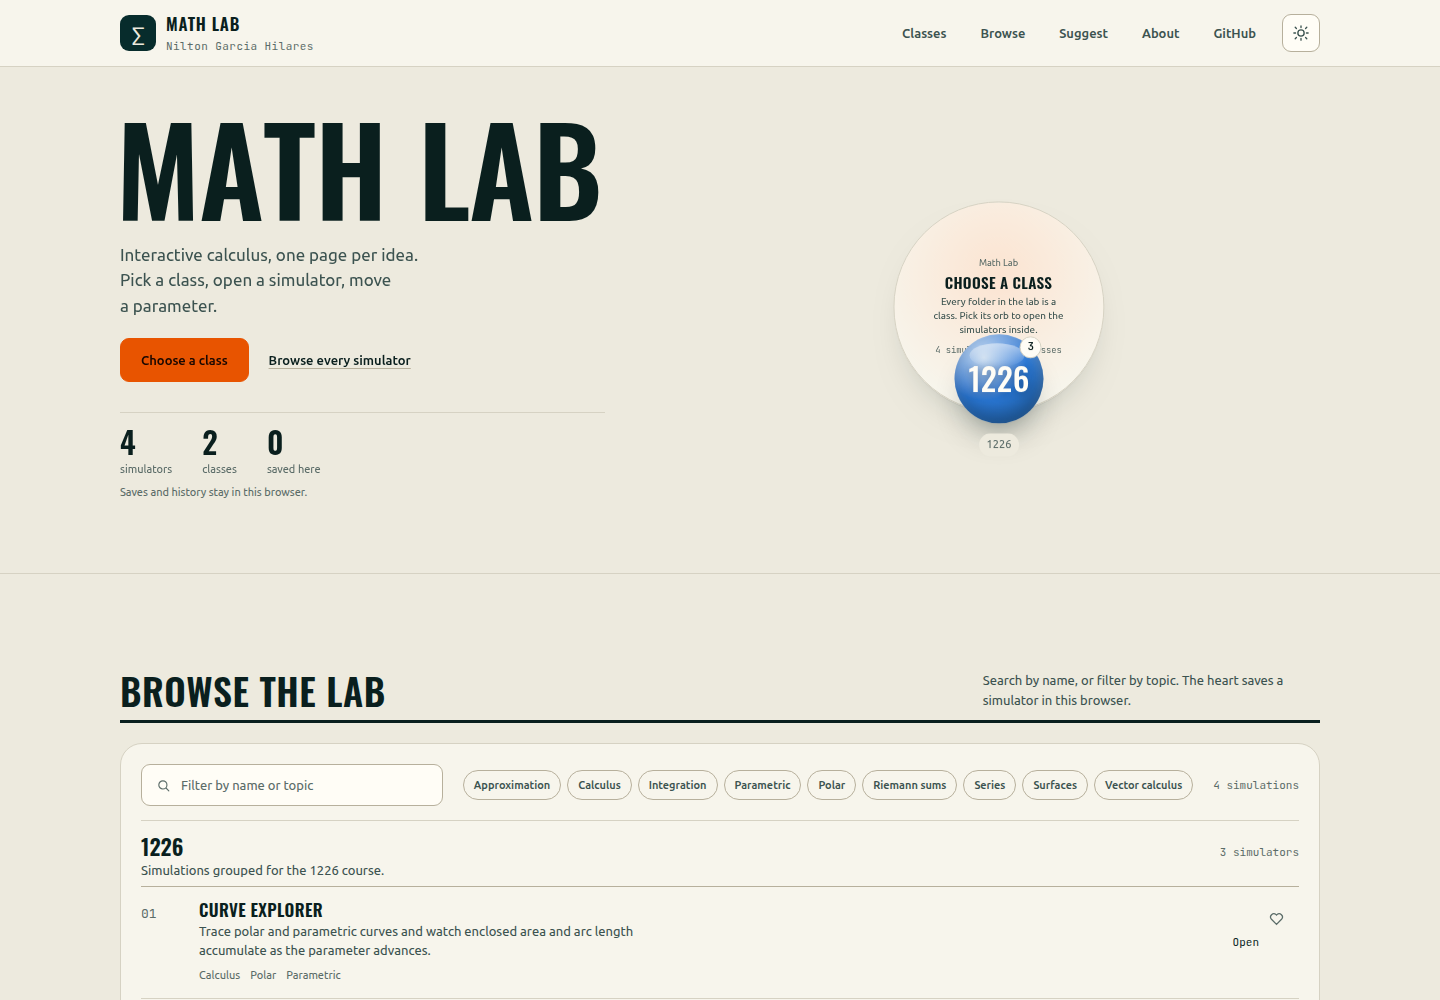 ∑
MATH LAB
Nilton Garcia Hilares
Classes
Browse
Suggest
About
GitHub
MATH LAB
Interactive calculus, one page per idea.
Pick a class, open a simulator, move
a parameter.
Choose a class
Browse every simulator
4
simulators
2
classes
0
saved here
Saves and history stay in this browser.
Math Lab
CHOOSE A CLASS
Every folder in the lab is a
class. Pick its orb to open the
simulators inside.
4
3
1226
1226
BROWSE THE LAB
Search by name, or filter by topic. The heart saves a
simulator in this browser.
Filter by name or topic
Approximation
Calculus
Integration
Parametric
Polar
Riemann sums
Series
Surfaces
Vector calculus
4 simulations
1226
Simulations grouped for the 1226 course.
3 simulators
01
CURVE EXPLORER
Trace polar and parametric curves and watch enclosed area and arc length
accumulate as the parameter advances.
Calculus Polar Parametric
Open